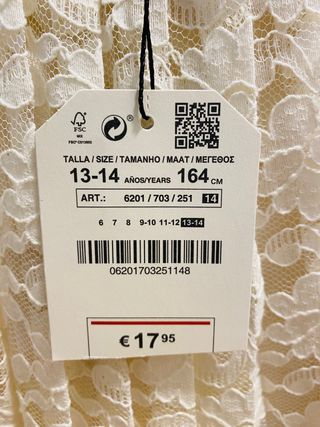 FSC
MIX
TALLA / SIZE / TAMANHO / MAAT / ΜΕΓΕΘΟΣ
13-14 AÑOS/YEARS 164 CM
ART.: 6201 / 703 / 251 14
6 7 8 9-10 11-12 13-14
06201703251148
€ 17 95